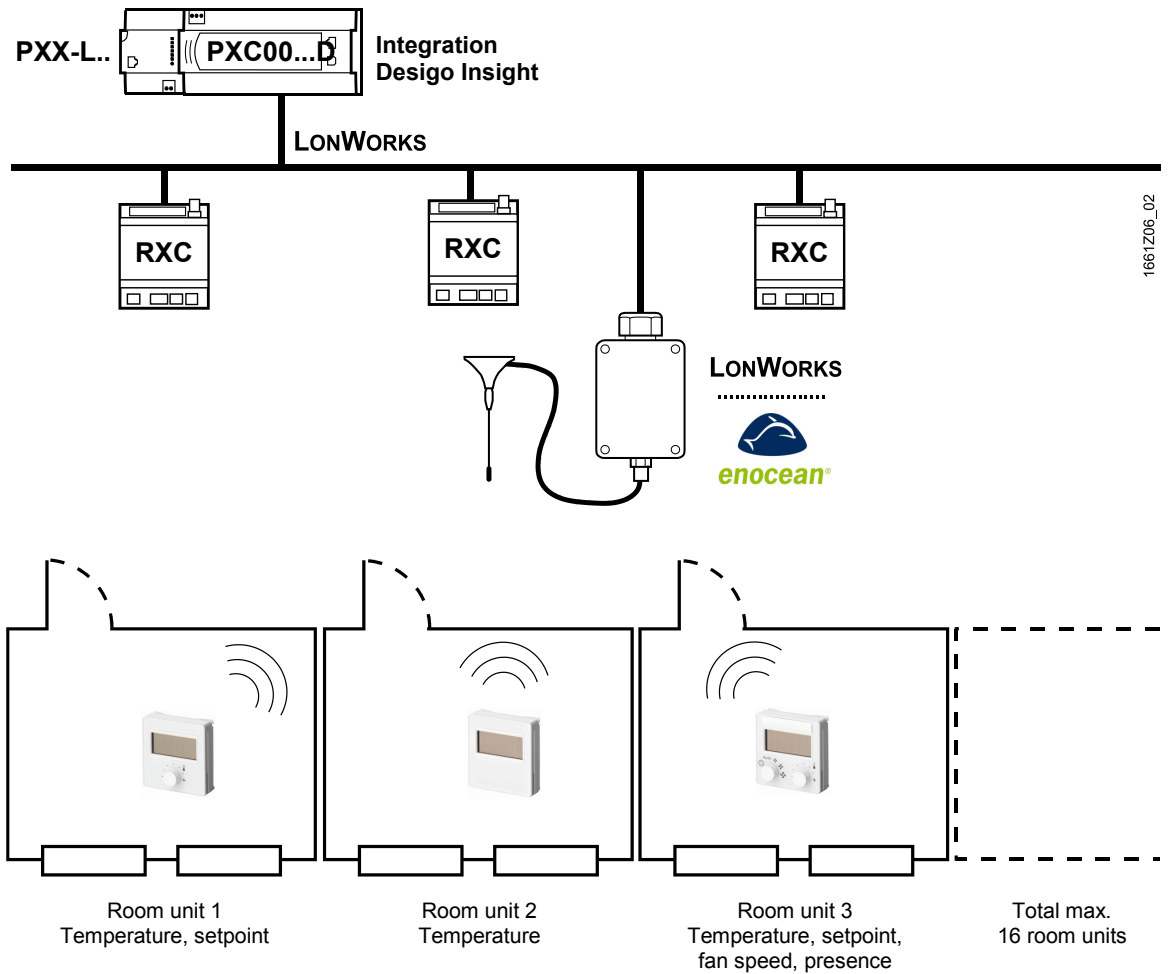 PXX-L..
PXC00...D
Integration
Desigo Insight
LONWORKS
RXC
RXC
RXC
1661Z06_02
LONWORKS
enocean®
Room unit 1
Temperature, setpoint
Room unit 2
Temperature
Room unit 3
Temperature, setpoint,
fan speed, presence
Total max.
16 room units